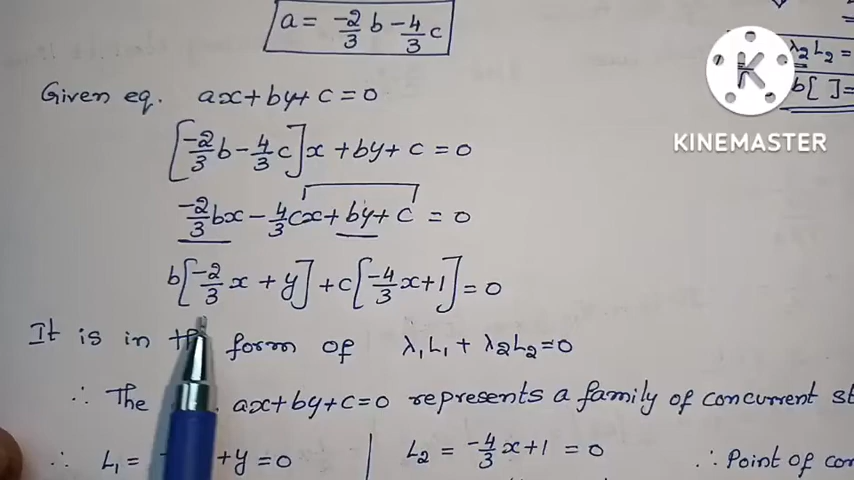 a = -2/3 b - 4/3 c
λ₂L₂ =
Given eq. ax + by + c = 0
b[ ] =
KINEMASTER
[-2/3 b - 4/3 c] x + by + c = 0
-2/3 bx - 4/3 cx + by + c = 0
b[-2/3 x + y] + c[-4/3 x + 1] = 0
It is in the form of λ₁L₁ + λ₂L₂ = 0
∴ The ax + by + c = 0 represents a family of concurrent st
∴ L₁ = + y = 0
L₂ = -4/3 x + 1 = 0
∴ Point of con